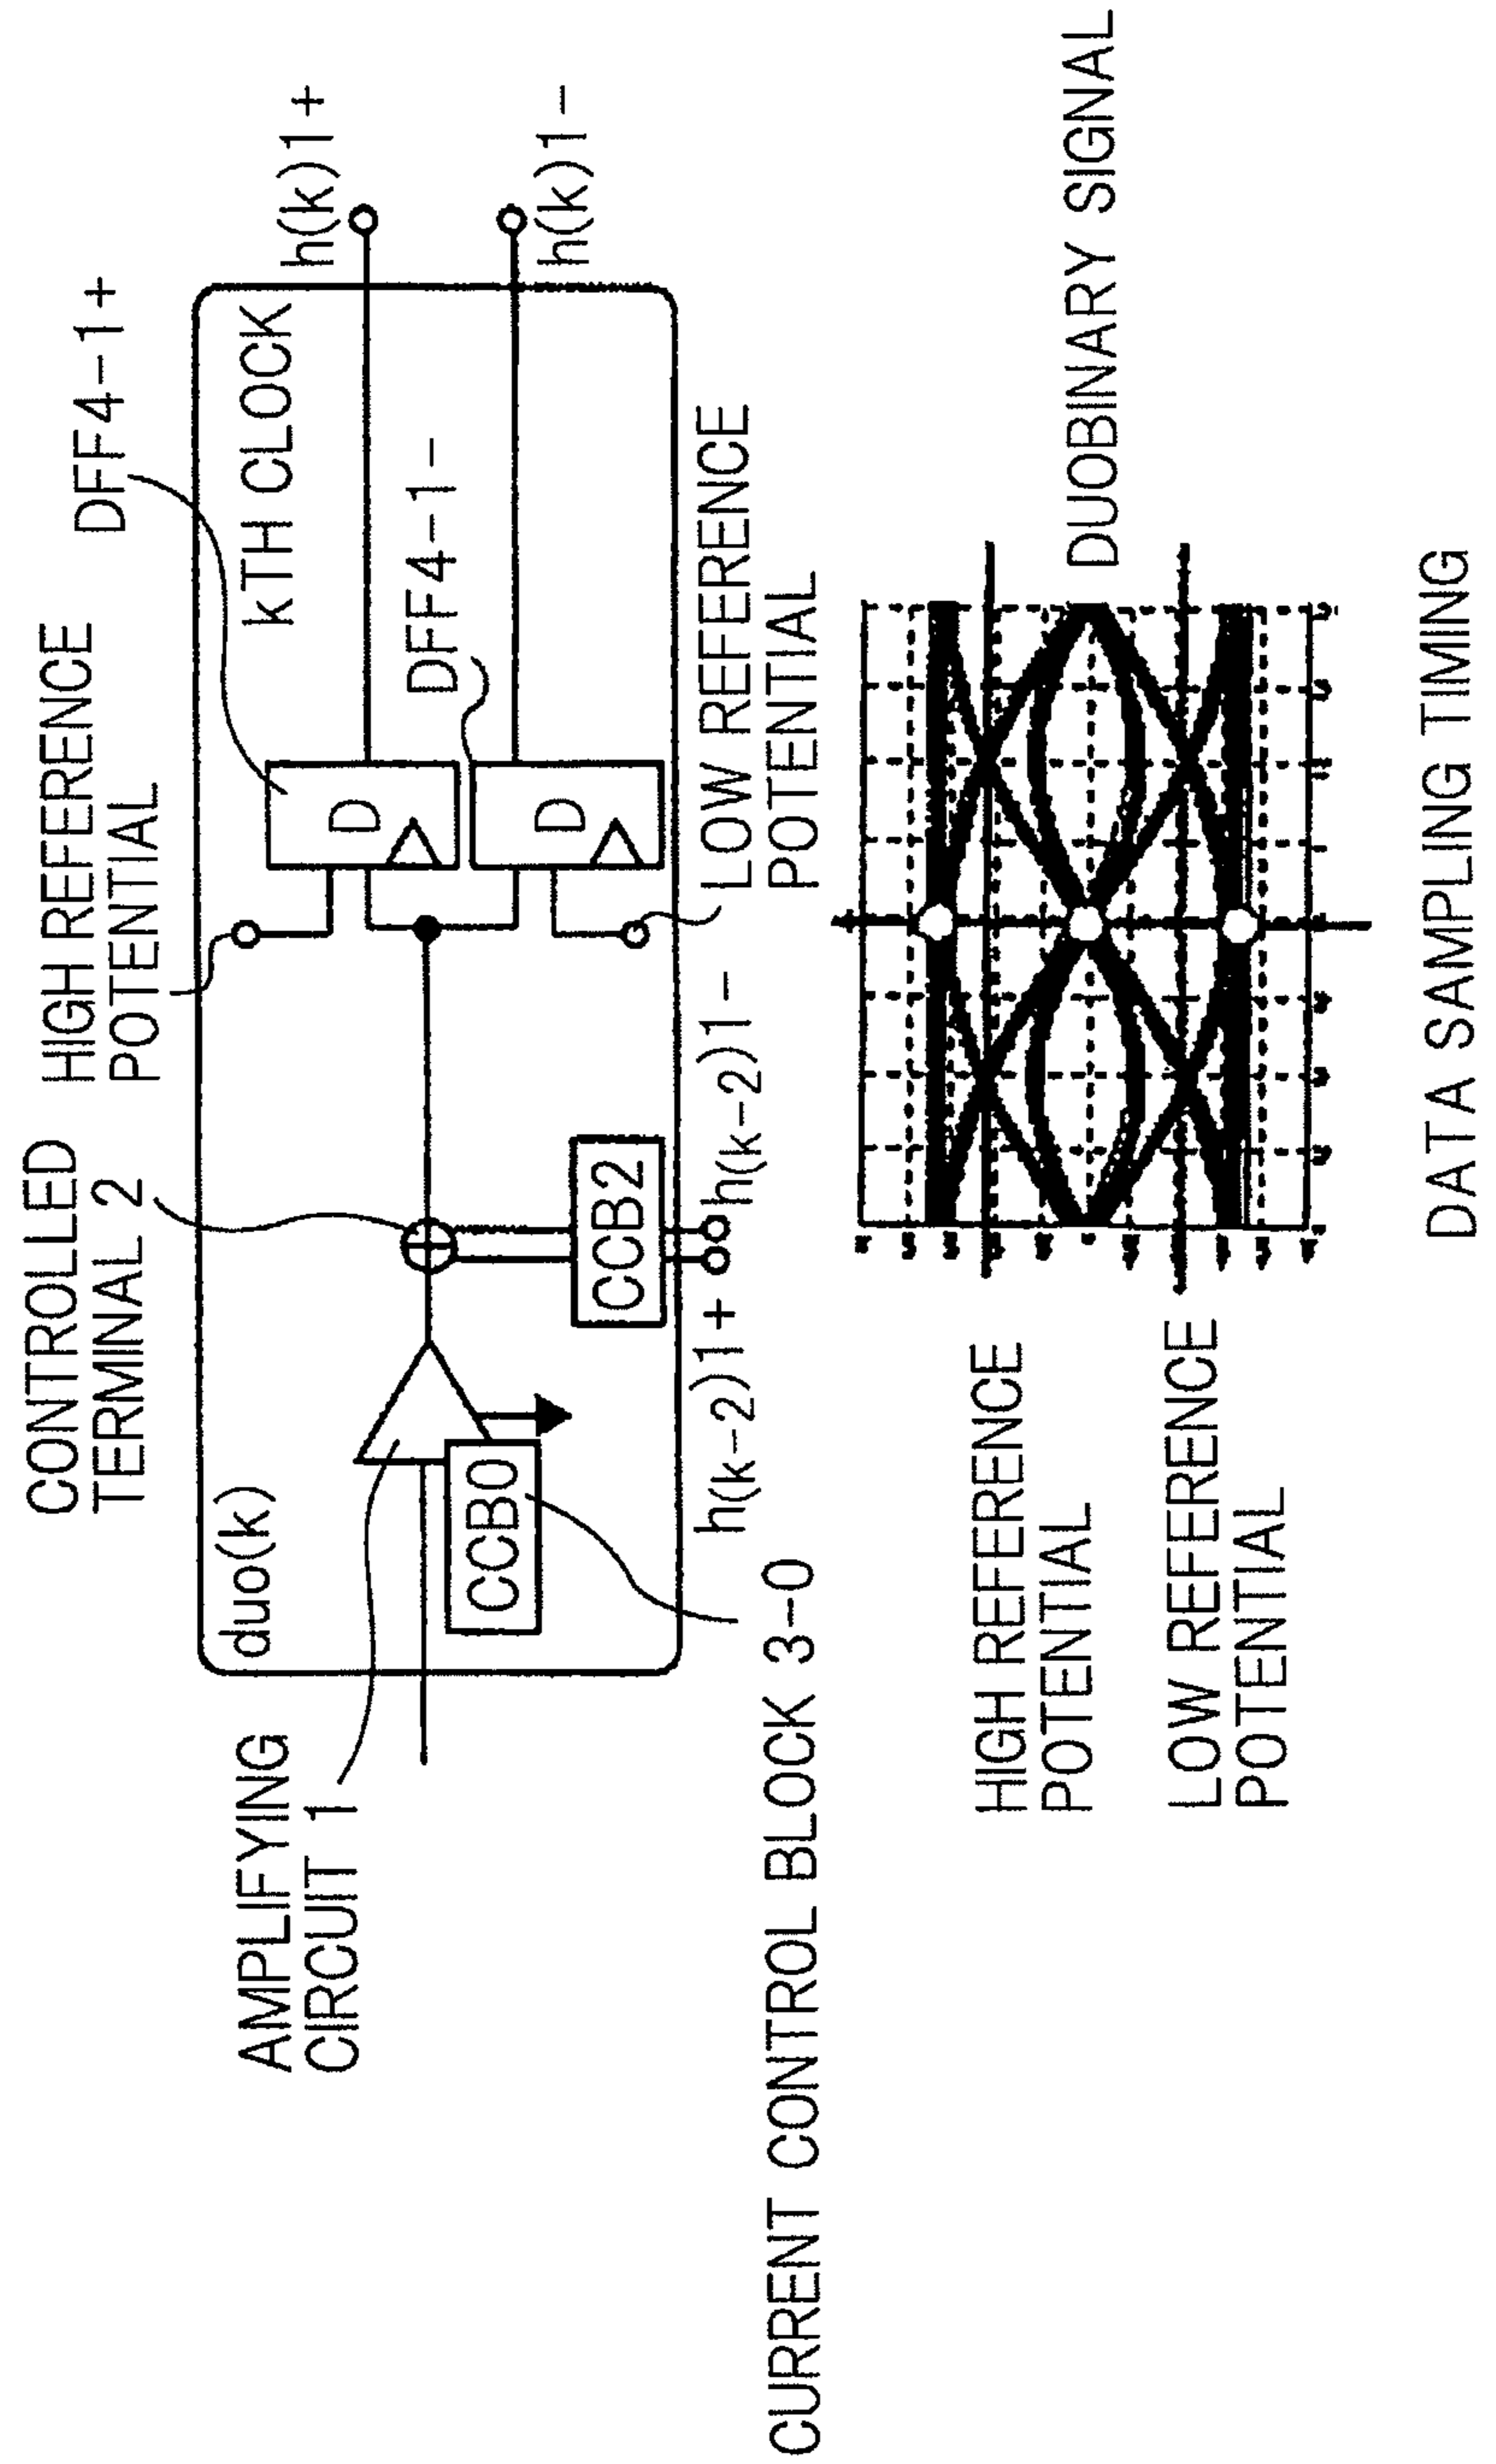 CONTROLLED
TERMINAL 2
HIGH REFERENCE
POTENTIAL
DFF4-1+
AMPLIFYING
CIRCUIT 1
duo(k)
kTH CLOCK
h(k)1+
D
DFF4-1-
CCB0
D
h(k)1-
CCB2
h(k-2)1+
h(k-2)1-
LOW REFERENCE
POTENTIAL
CURRENT CONTROL BLOCK 3-0
HIGH REFERENCE
POTENTIAL
DUOBINARY SIGNAL
LOW REFERENCE
POTENTIAL
DATA SAMPLING TIMING